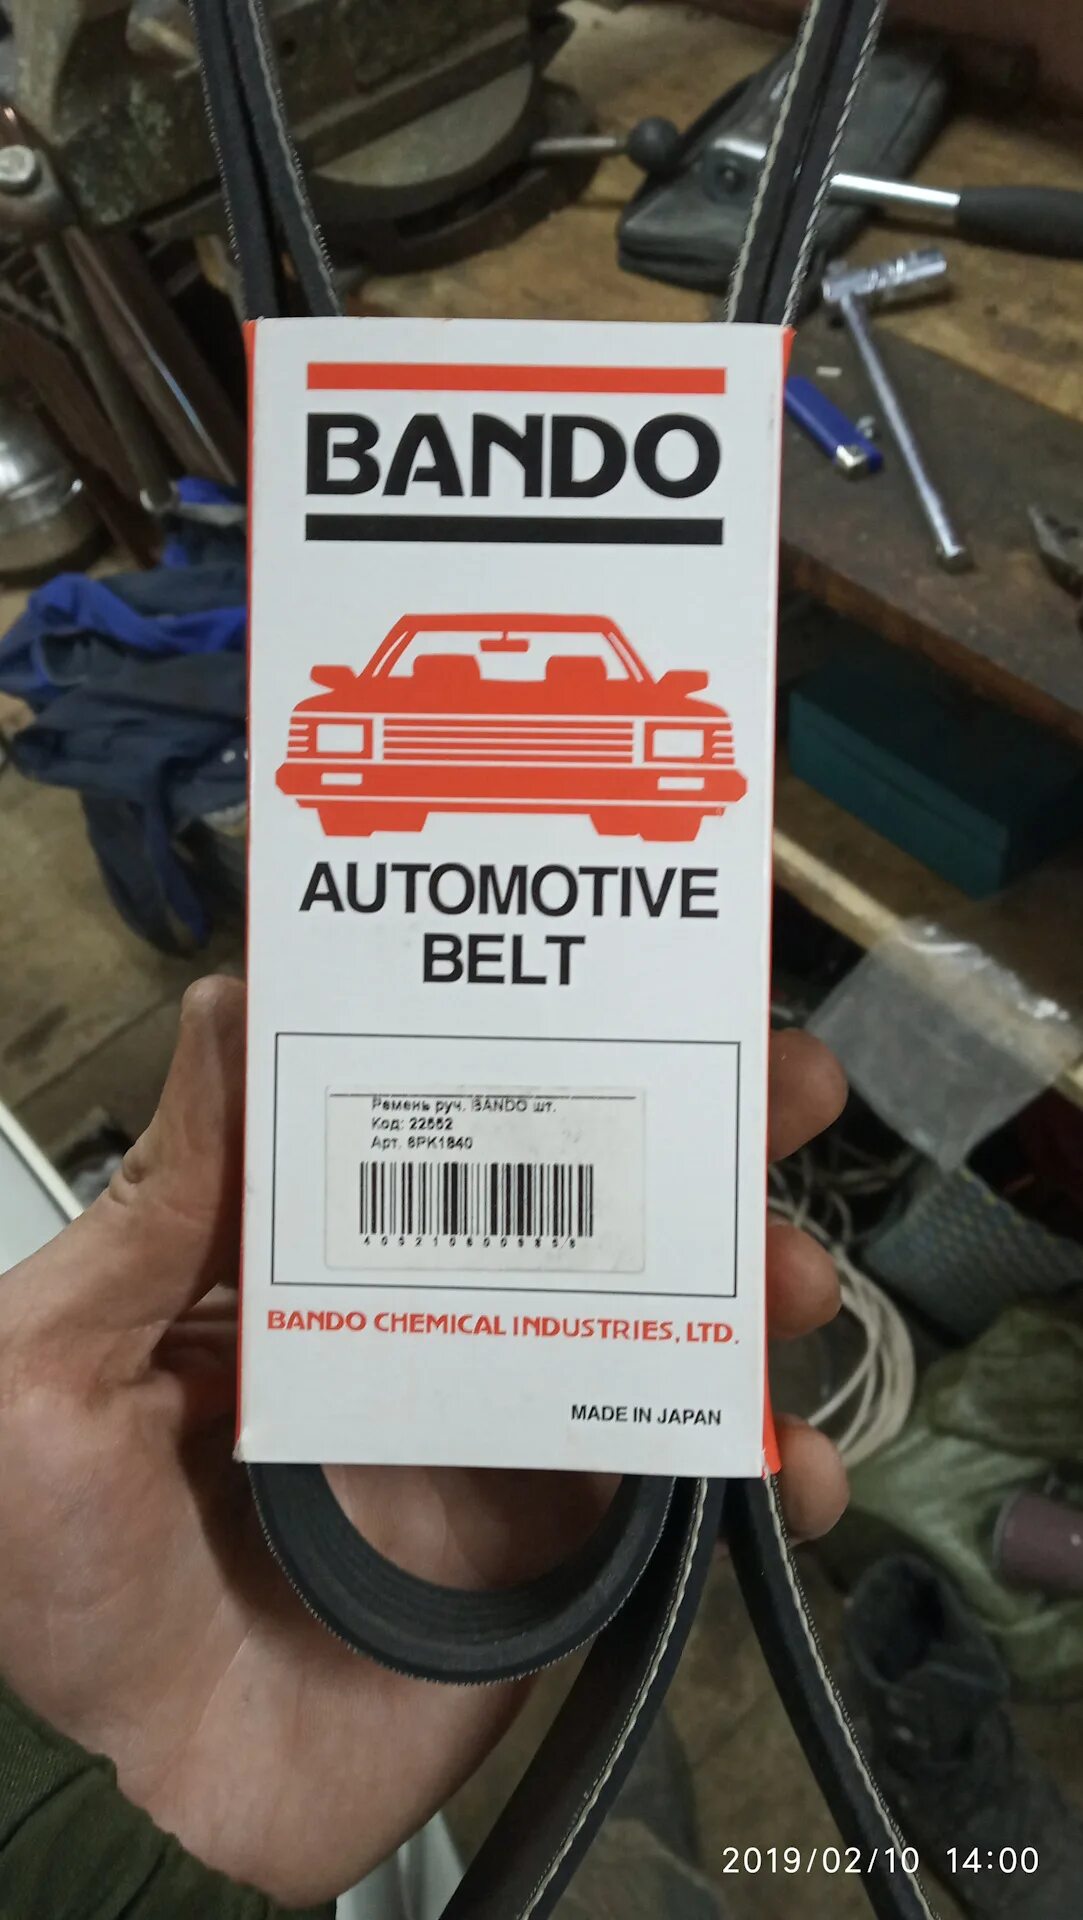 BANDO
AUTOMOTIVE
BELT
Ремень руч. BANDO шт.
Код: 22552
Арт. 6PK1840
BANDO CHEMICAL INDUSTRIES, LTD.
MADE IN JAPAN
2019/02/10 14:00